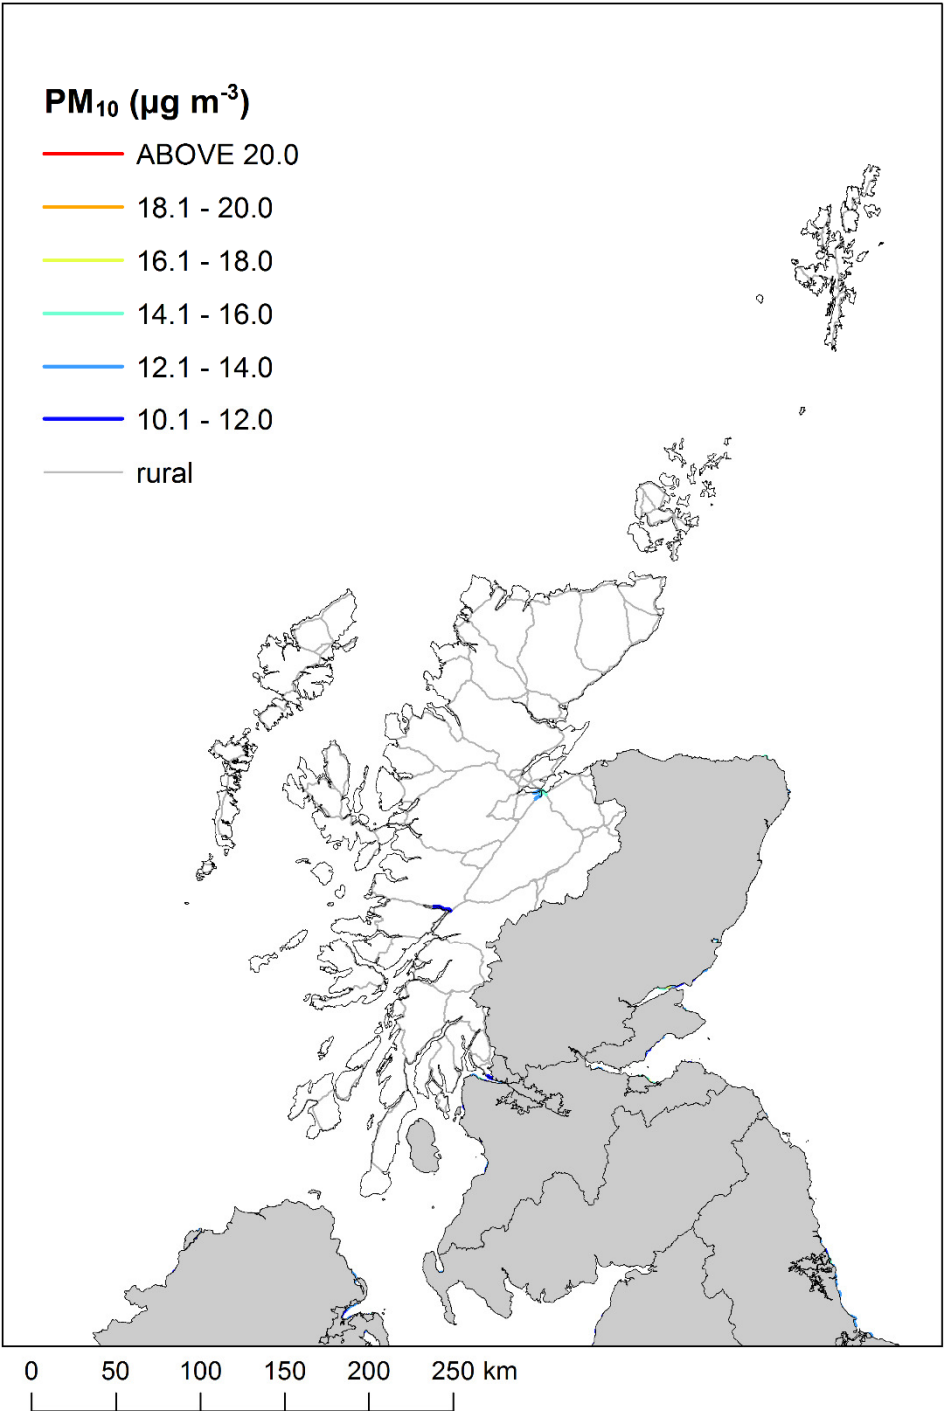 PM₁₀ (µg m⁻³)
ABOVE 20.0
18.1 - 20.0
16.1 - 18.0
14.1 - 16.0
12.1 - 14.0
10.1 - 12.0
rural
0 50 100 150 200 250 km